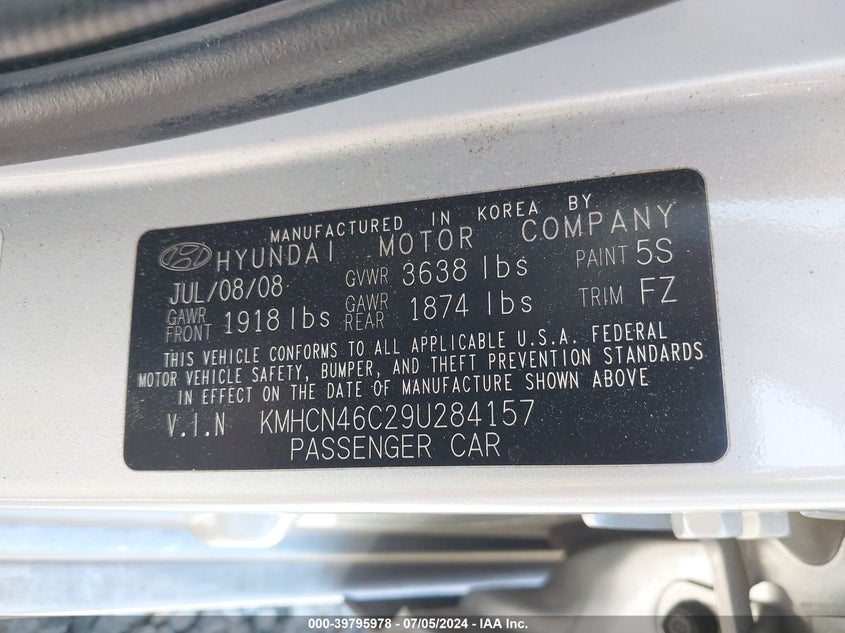 MANUFACTURED IN KOREA BY
HYUNDAI MOTOR COMPANY
JUL/08/08 GVWR 3638 lbs PAINT 5S
GAWR FRONT 1918 lbs GAWR REAR 1874 lbs TRIM FZ
THIS VEHICLE CONFORMS TO ALL APPLICABLE U.S.A. FEDERAL
MOTOR VEHICLE SAFETY, BUMPER, AND THEFT PREVENTION STANDARDS
IN EFFECT ON THE DATE OF MANUFACTURE SHOWN ABOVE
V.I.N KMHCN46C29U284157
PASSENGER CAR
000-39795978 - 07/05/2024 - IAA Inc.